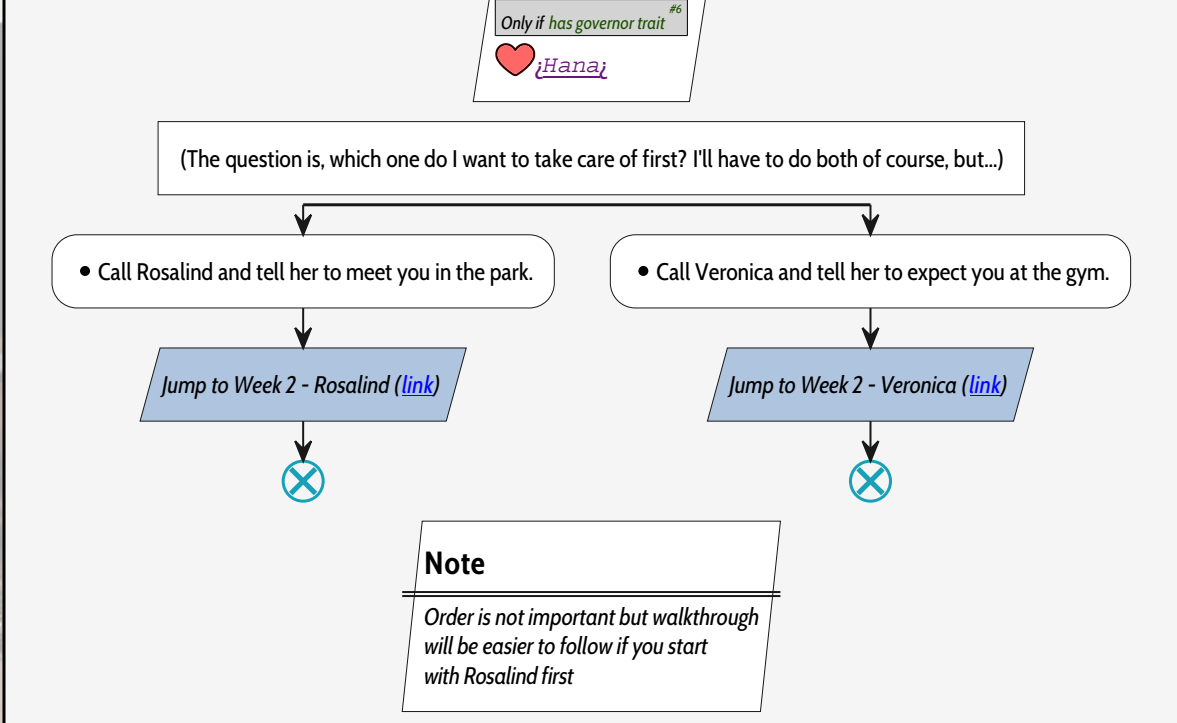 #6
Only if has governor trait
¡Hana¿
(The question is, which one do I want to take care of first? I'll have to do both of course, but...)
• Call Rosalind and tell her to meet you in the park.
• Call Veronica and tell her to expect you at the gym.
Jump to Week 2 - Rosalind (link)
Jump to Week 2 - Veronica (link)
Note
Order is not important but walkthrough
will be easier to follow if you start
with Rosalind first